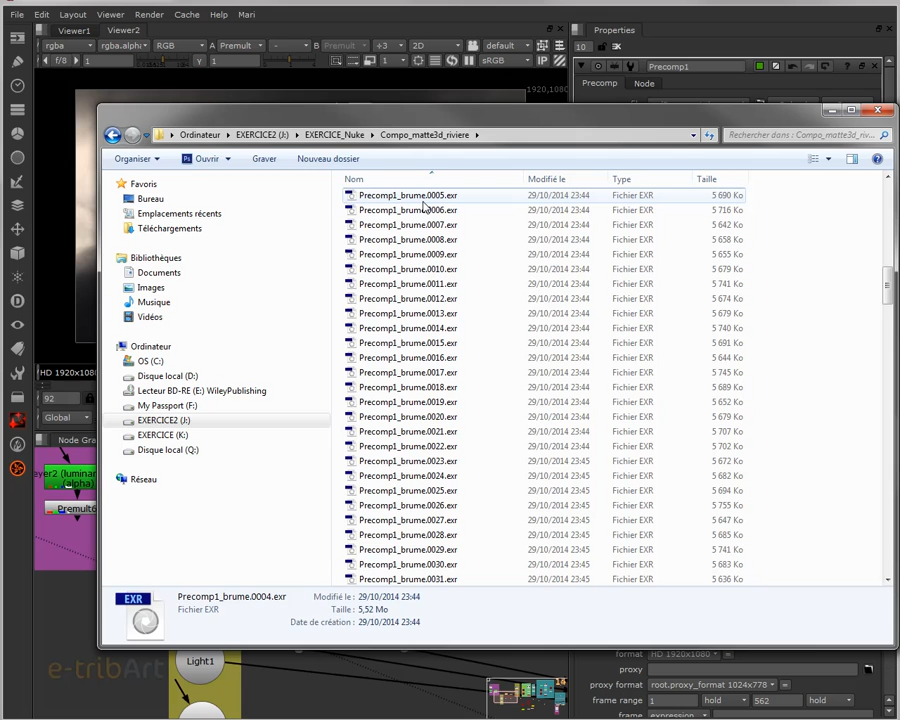 File Edit Layout Viewer Render Cache Help Mari
Viewer1 Viewer2
Properties
rgba rgba.alph RGB A Premult - B Premult ÷3 2D default
10
f/8 1 Y 1 1 sRGB IP
Precomp1
Precomp Node
1920,1080
Ordinateur EXERCICE2 (J:) EXERCICE_Nuke Compo_matte3d_riviere
Rechercher dans : Compo_matte3d_riv...
Organiser Ouvrir Graver Nouveau dossier
Nom Modifié le Type Taille
Favoris
Bureau
Emplacements récents
Téléchargements
Bibliothèques
Documents
Images
Musique
Vidéos
Ordinateur
OS (C:)
Disque local (D:)
Lecteur BD-RE (E:) WileyPublishing
My Passport (F:)
EXERCICE2 (J:)
EXERCICE (K:)
Disque local (Q:)
Réseau
Precomp1_brume.0005.exr 29/10/2014 23:44 Fichier EXR 5 690 Ko
Precomp1_brume.0006.exr 29/10/2014 23:44 Fichier EXR 5 716 Ko
Precomp1_brume.0007.exr 29/10/2014 23:44 Fichier EXR 5 642 Ko
Precomp1_brume.0008.exr 29/10/2014 23:44 Fichier EXR 5 658 Ko
Precomp1_brume.0009.exr 29/10/2014 23:44 Fichier EXR 5 655 Ko
Precomp1_brume.0010.exr 29/10/2014 23:44 Fichier EXR 5 679 Ko
Precomp1_brume.0011.exr 29/10/2014 23:44 Fichier EXR 5 741 Ko
Precomp1_brume.0012.exr 29/10/2014 23:44 Fichier EXR 5 674 Ko
Precomp1_brume.0013.exr 29/10/2014 23:44 Fichier EXR 5 679 Ko
Precomp1_brume.0014.exr 29/10/2014 23:44 Fichier EXR 5 740 Ko
Precomp1_brume.0015.exr 29/10/2014 23:44 Fichier EXR 5 691 Ko
Precomp1_brume.0016.exr 29/10/2014 23:44 Fichier EXR 5 644 Ko
Precomp1_brume.0017.exr 29/10/2014 23:44 Fichier EXR 5 745 Ko
Precomp1_brume.0018.exr 29/10/2014 23:44 Fichier EXR 5 689 Ko
Precomp1_brume.0019.exr 29/10/2014 23:44 Fichier EXR 5 652 Ko
Precomp1_brume.0020.exr 29/10/2014 23:44 Fichier EXR 5 679 Ko
Precomp1_brume.0021.exr 29/10/2014 23:44 Fichier EXR 5 707 Ko
Precomp1_brume.0022.exr 29/10/2014 23:44 Fichier EXR 5 702 Ko
Precomp1_brume.0023.exr 29/10/2014 23:45 Fichier EXR 5 672 Ko
Precomp1_brume.0024.exr 29/10/2014 23:45 Fichier EXR 5 682 Ko
Precomp1_brume.0025.exr 29/10/2014 23:45 Fichier EXR 5 694 Ko
Precomp1_brume.0026.exr 29/10/2014 23:45 Fichier EXR 5 755 Ko
Precomp1_brume.0027.exr 29/10/2014 23:45 Fichier EXR 5 647 Ko
Precomp1_brume.0028.exr 29/10/2014 23:45 Fichier EXR 5 685 Ko
Precomp1_brume.0029.exr 29/10/2014 23:45 Fichier EXR 5 741 Ko
Precomp1_brume.0030.exr 29/10/2014 23:45 Fichier EXR 5 683 Ko
Precomp1_brume.0031.exr 29/10/2014 23:45 Fichier EXR 5 636 Ko
EXR
Precomp1_brume.0004.exr Modifié le : 29/10/2014 23:44
Fichier EXR Taille : 5,52 Mo
Date de création : 29/10/2014 23:44
HD 1920x108
92
Global
Node Gra
eyer2 (luminan
(alpha)
Premult6
Light1
e-tribArt
format HD 1920x1080
proxy
proxy format root.proxy_format 1024x778
frame range 1 hold 562 hold
frame expression